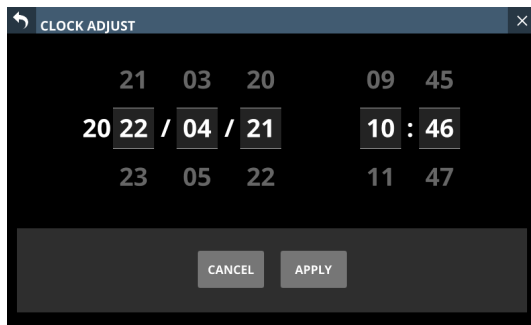 CLOCK ADJUST
21 03 20 09 45
20 22 / 04 / 21 10 : 46
23 05 22 11 47
CANCEL APPLY